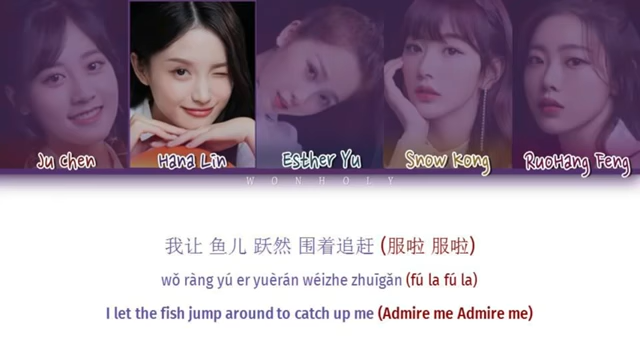 Ju Chen Hana Lin Esther Yu Snow Kong RuoHang Feng
WONHOLY
我让 鱼儿 跃然 围着追赶 (服啦 服啦)
wǒ ràng yú er yuèrán wéizhe zhuīgǎn (fú la fú la)
I let the fish jump around to catch up me (Admire me Admire me)